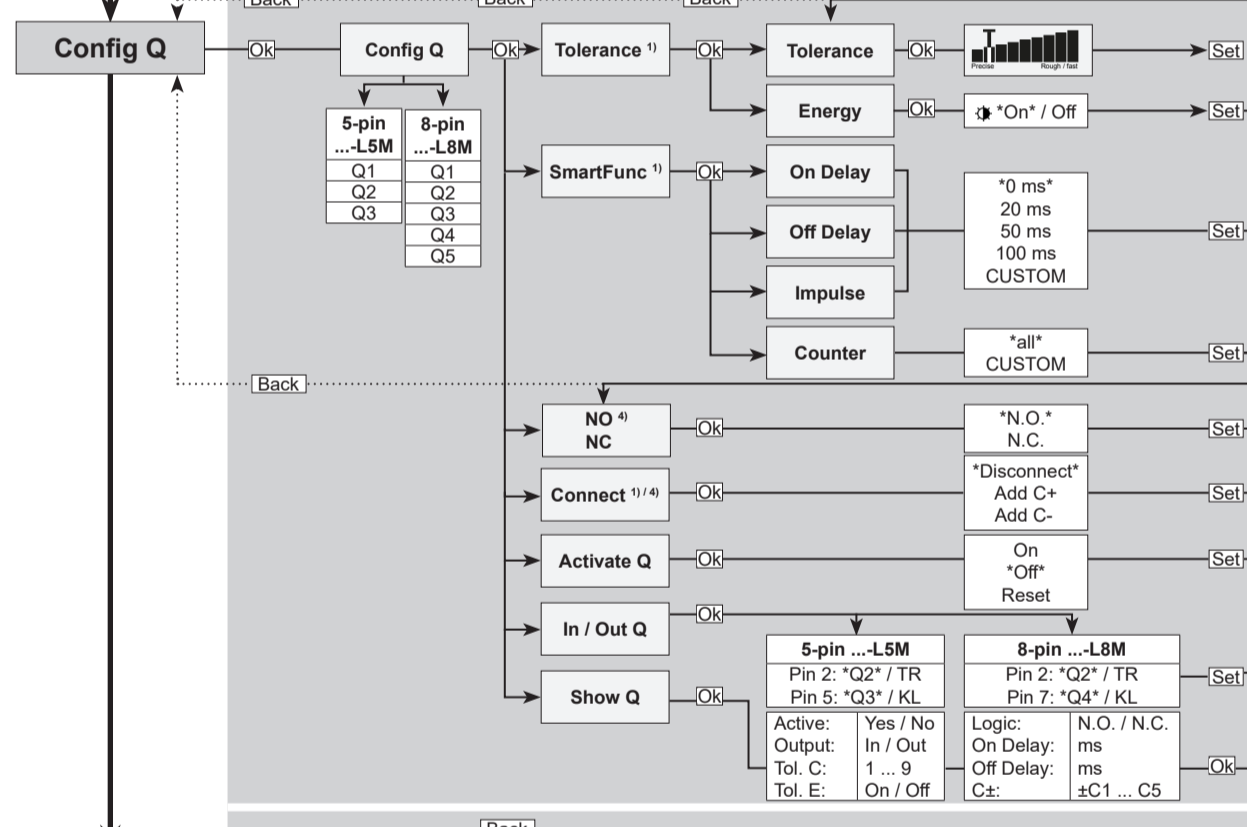 Back
Back
Back
Config Q
Ok
Config Q
Ok
Tolerance 1)
Ok
Tolerance
Ok
Precise
Rough / fast
Set
Energy
Ok
*On* / Off
Set
5-pin
...-L5M
Q1
Q2
Q3
8-pin
...-L8M
Q1
Q2
Q3
Q4
Q5
SmartFunc 1)
Ok
On Delay
Off Delay
Impulse
*0 ms*
20 ms
50 ms
100 ms
CUSTOM
Set
Counter
*all*
CUSTOM
Set
Back
NO 4)
NC
Ok
*N.O.*
N.C.
Set
Connect 1) / 4)
Ok
*Disconnect*
Add C+
Add C-
Set
Activate Q
Ok
On
*Off*
Reset
Set
In / Out Q
Ok
5-pin ...-L5M
Pin 2: *Q2* / TR
Pin 5: *Q3* / KL
8-pin ...-L8M
Pin 2: *Q2* / TR
Pin 7: *Q4* / KL
Set
Show Q
Ok
Active: Yes / No
Output: In / Out
Tol. C: 1 ... 9
Tol. E: On / Off
Logic: N.O. / N.C.
On Delay: ms
Off Delay: ms
C±: ±C1 ... C5
Ok
Back